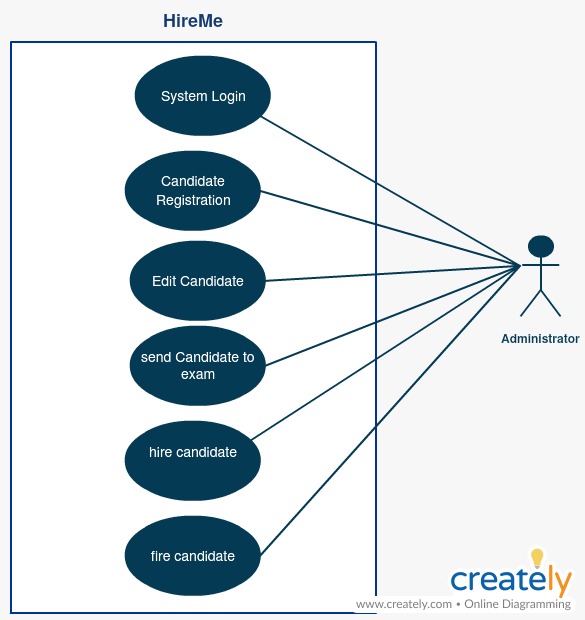 HireMe
System Login
Candidate
Registration
Edit Candidate
send Candidate to
exam
hire candidate
fire candidate
Administrator
creately
www.creately.com • Online Diagramming